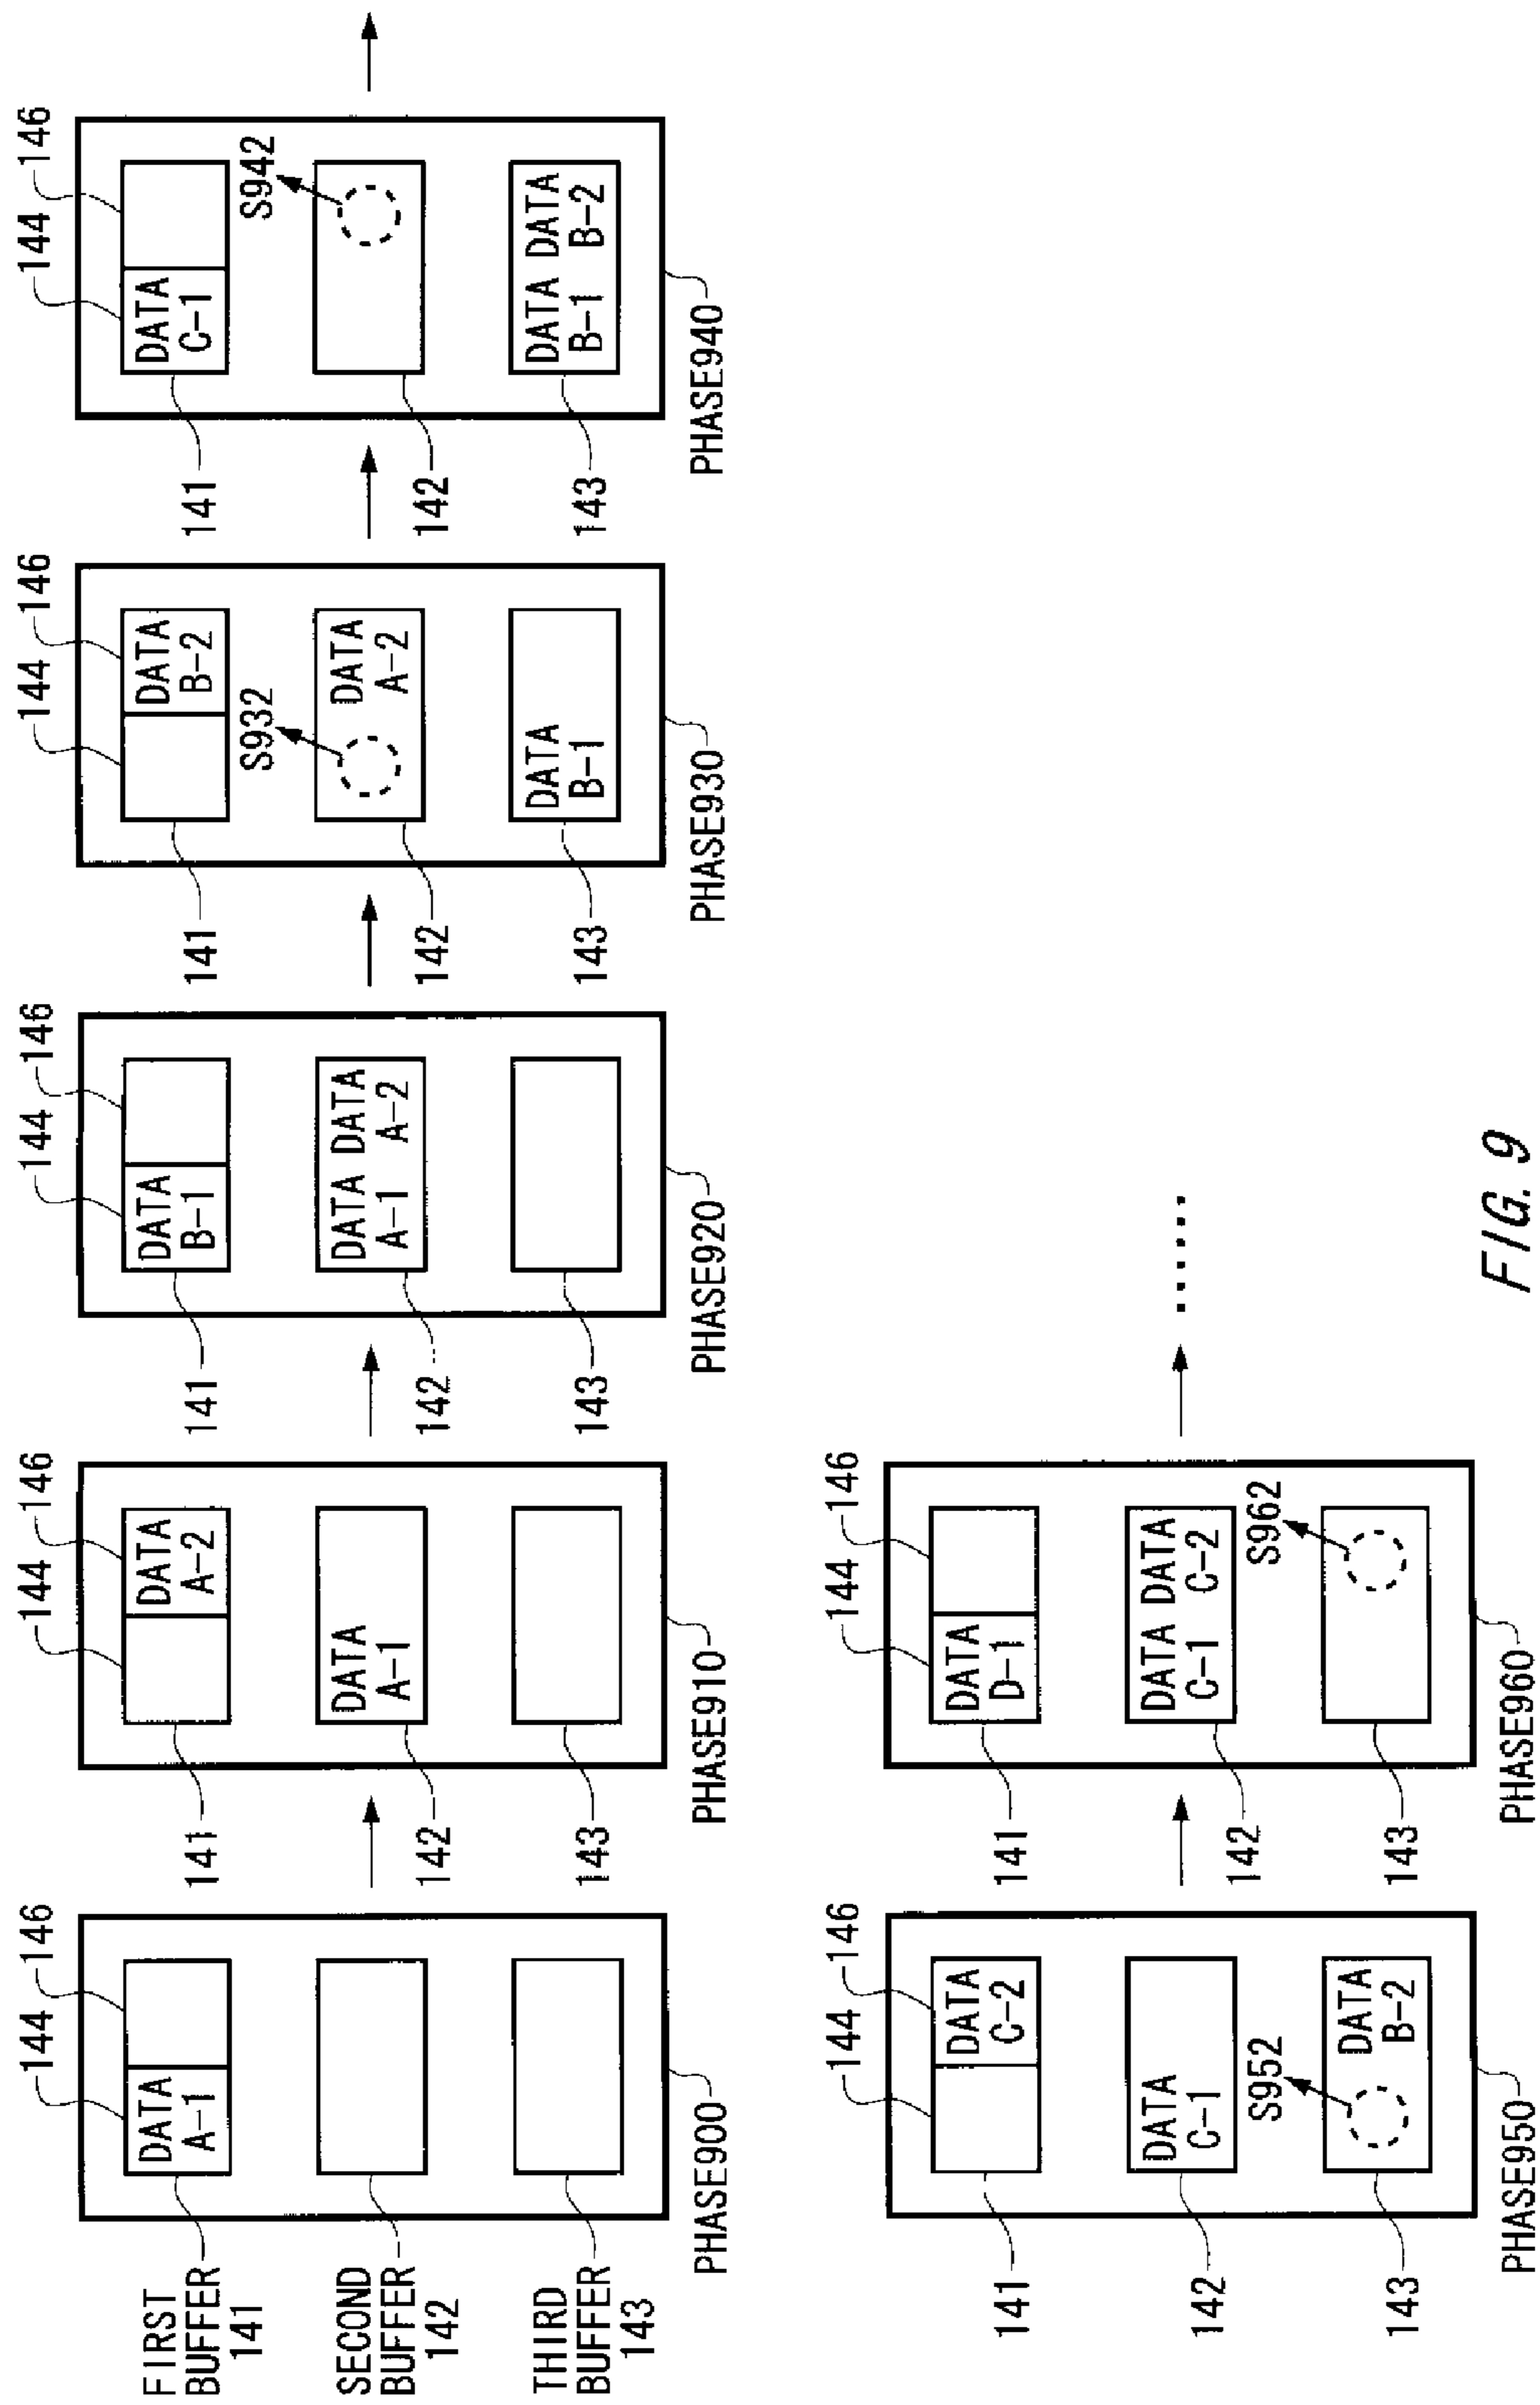 144 146
FIRST
BUFFER
141
DATA
A-1
SECOND
BUFFER
142
THIRD
BUFFER
143
PHASE900
144 146
141
DATA
A-2
142
DATA
A-1
143
PHASE910
144 146
141
DATA
B-1
142
DATA DATA
A-1 A-2
143
PHASE920
144 146
141
DATA
B-2
S932
142
DATA
A-2
143
DATA
B-1
PHASE930
144 146
141
DATA
C-1
S942
142
143
DATA DATA
B-1 B-2
PHASE940
144 146
141
DATA
C-2
142
DATA
C-1
S952
143
DATA
B-2
PHASE950
144 146
141
DATA
D-1
142
DATA DATA
C-1 C-2
S962
143
PHASE960
......
FIG. 9